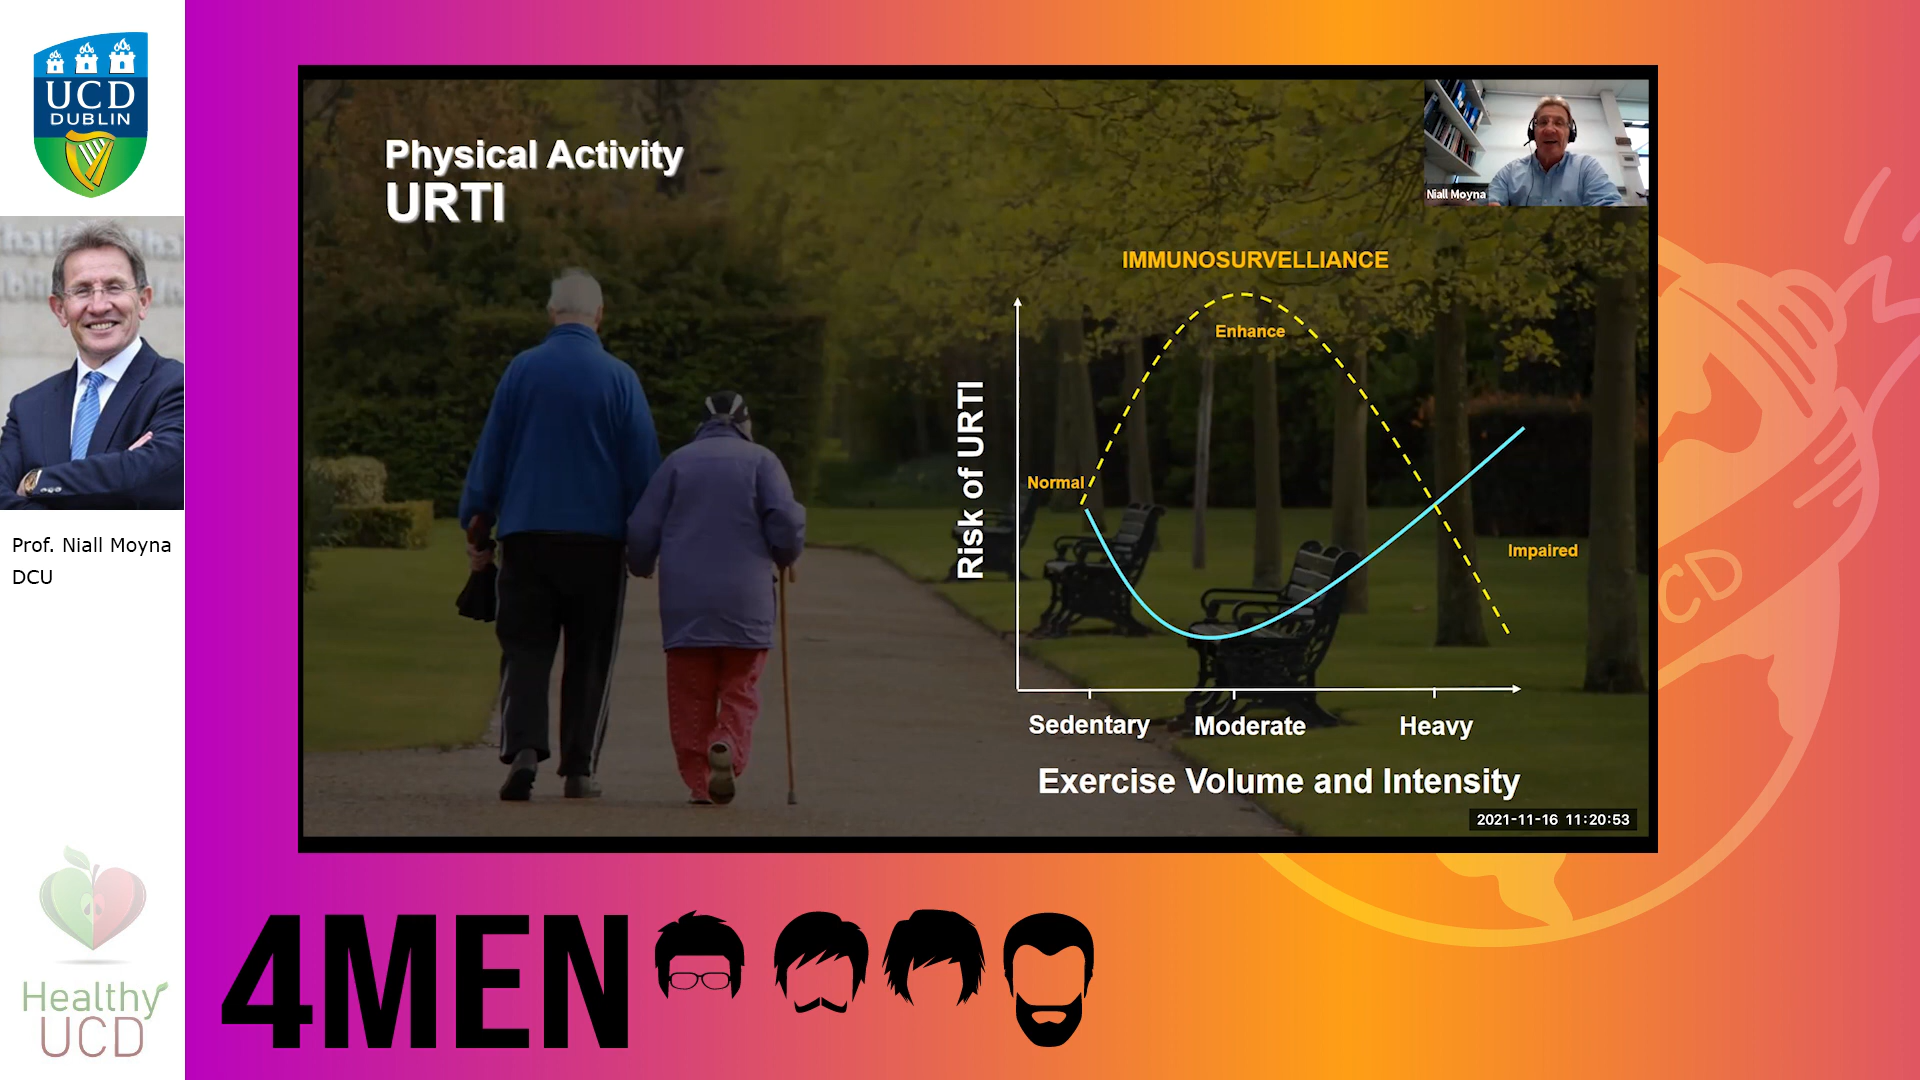 UCD
DUBLIN
Prof. Niall Moyna
DCU
Healthy
UCD
Physical Activity
URTI
Niall Moyna
IMMUNOSURVELLIANCE
Enhance
Normal
Impaired
Risk of URTI
Sedentary Moderate Heavy
Exercise Volume and Intensity
2021-11-16 11:20:53
4MEN
CD